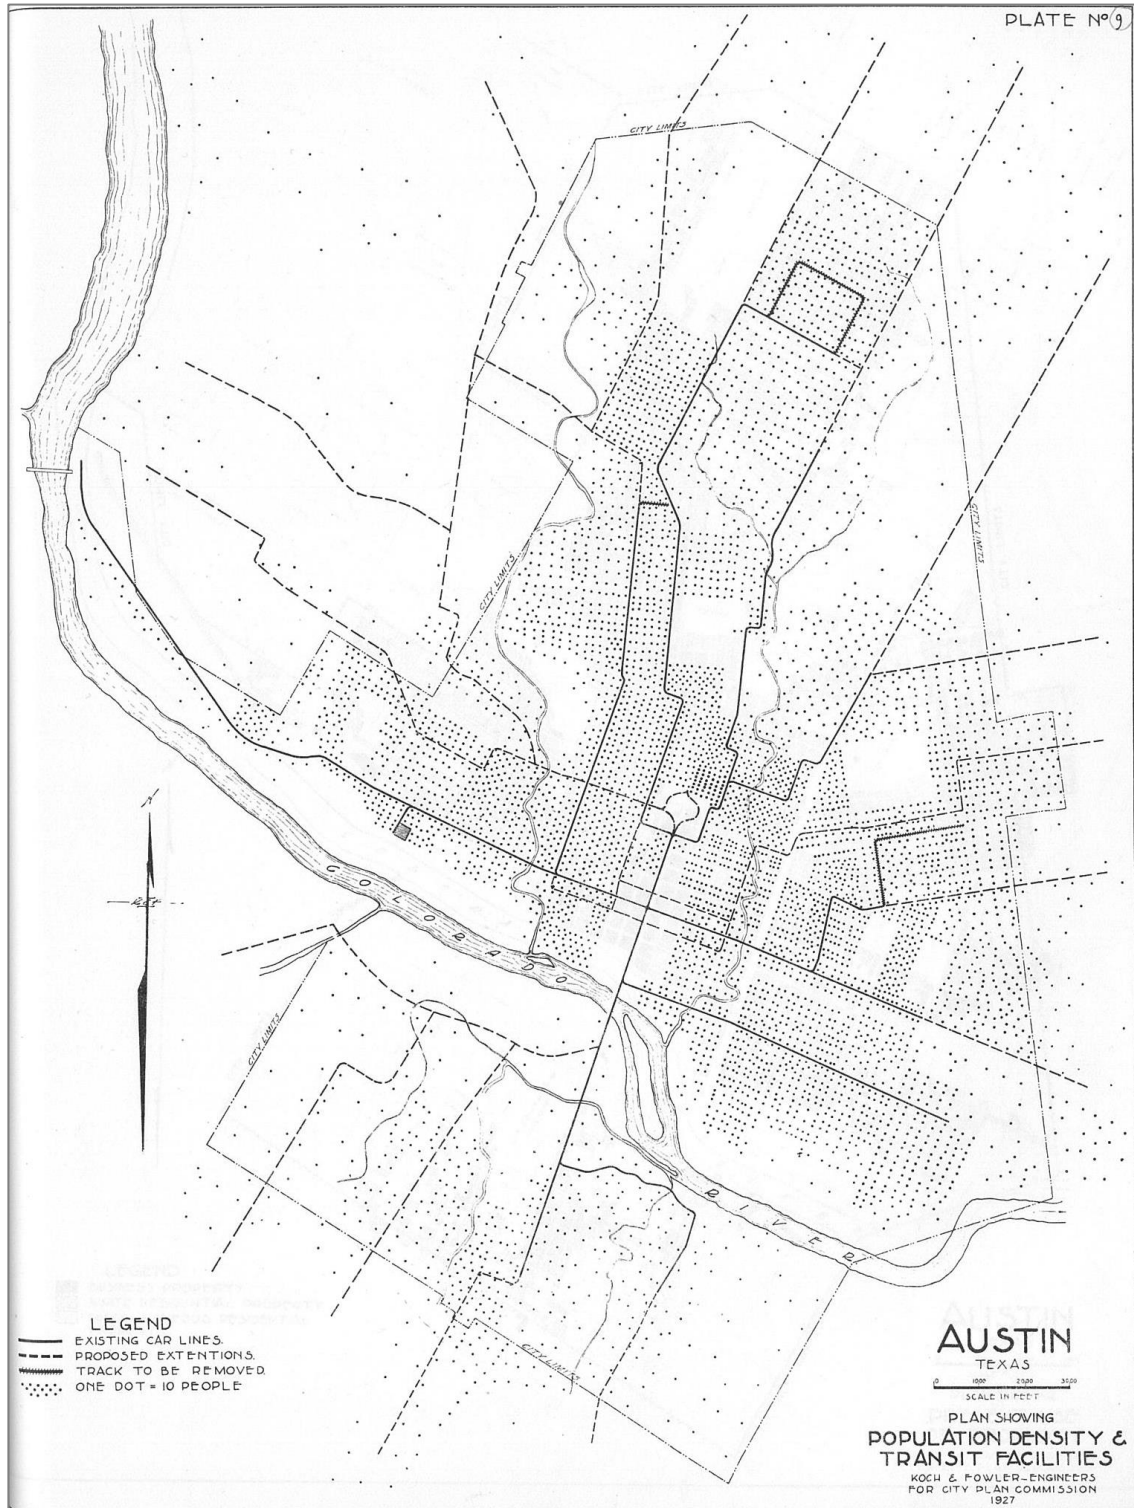 PLATE Nº 9
CITY LIMITS
CITY LIMITS
CITY LIMITS
COLORADO
CITY LIMITS
RIVER
CITY LIMITS
LEGEND
EXISTING CAR LINES.
PROPOSED EXTENTIONS.
TRACK TO BE REMOVED.
ONE DOT = 10 PEOPLE
AUSTIN
TEXAS
0 1000 2000 3000
SCALE IN FEET
PLAN SHOWING
POPULATION DENSITY &
TRANSIT FACILITIES
KOCH & FOWLER-ENGINEERS
FOR CITY PLAN COMMISSION
1927